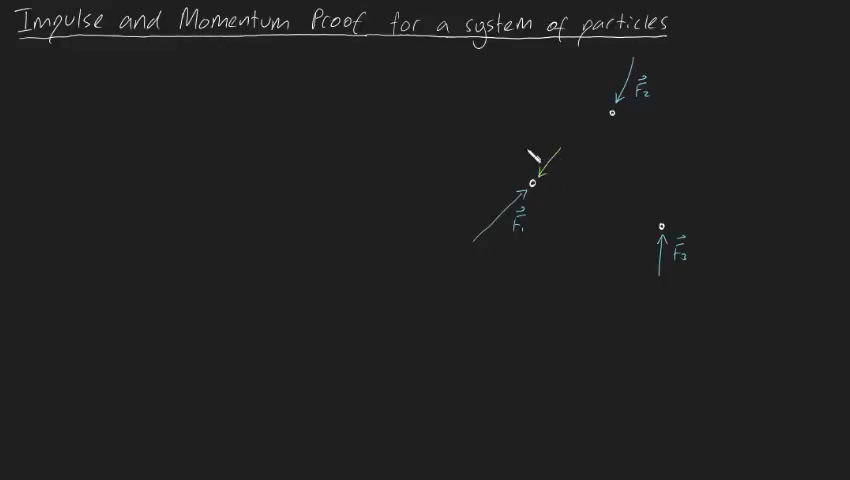 Impulse and Momentum Proof for a system of particles
F₂
F₁
F₃